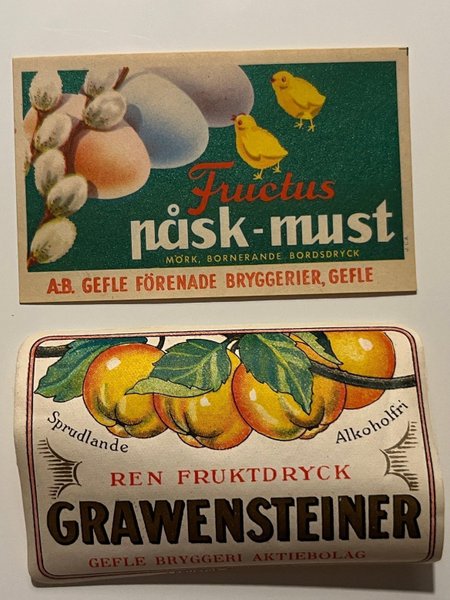 Fructus
påsk-must
MÖRK, BORNERANDE BORDSDRYCK
A.-B. GEFLE FÖRENADE BRYGGERIER, GEFLE
Sprudlande
Alkoholfri
REN FRUKTDRYCK
GRAWENSTEINER
GEFLE BRYGGERI AKTIEBOLAG